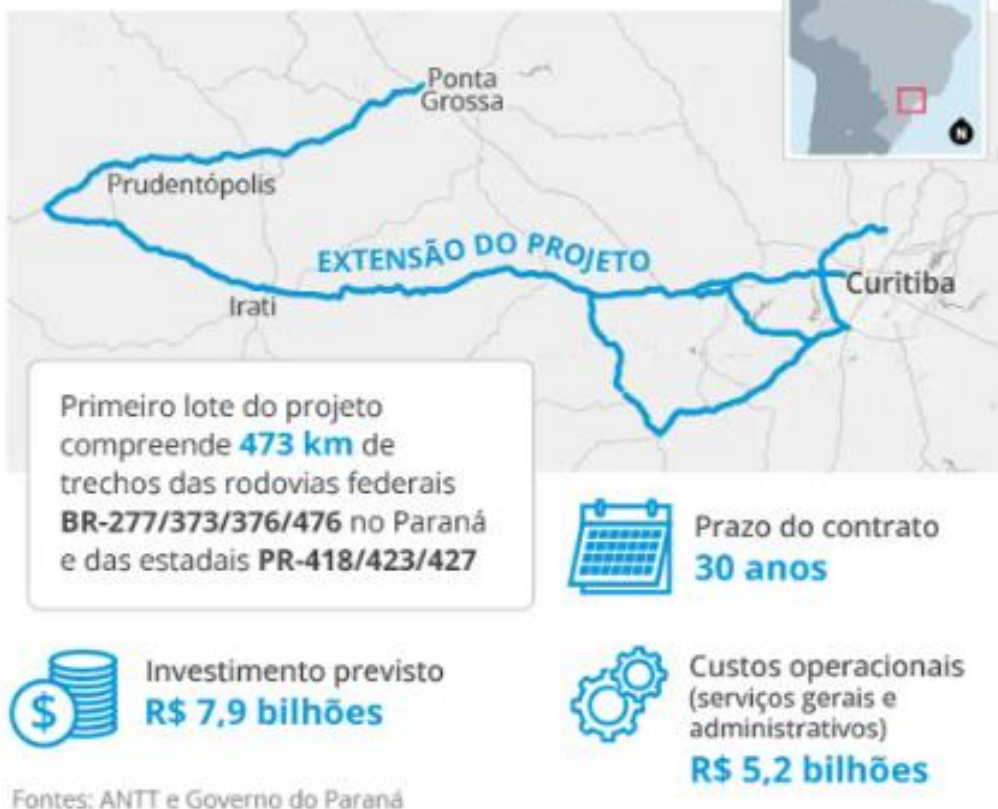 Ponta
Grossa
N
Prudentópolis
EXTENSÃO DO PROJETO
Curitiba
Irati
Primeiro lote do projeto
compreende 473 km de
trechos das rodovias federais
BR-277/373/376/476 no Paraná
e das estadais PR-418/423/427
Prazo do contrato
30 anos
$
Investimento previsto
R$ 7,9 bilhões
Custos operacionais
(serviços gerais e
administrativos)
R$ 5,2 bilhões
Fontes: ANTT e Governo do Paraná